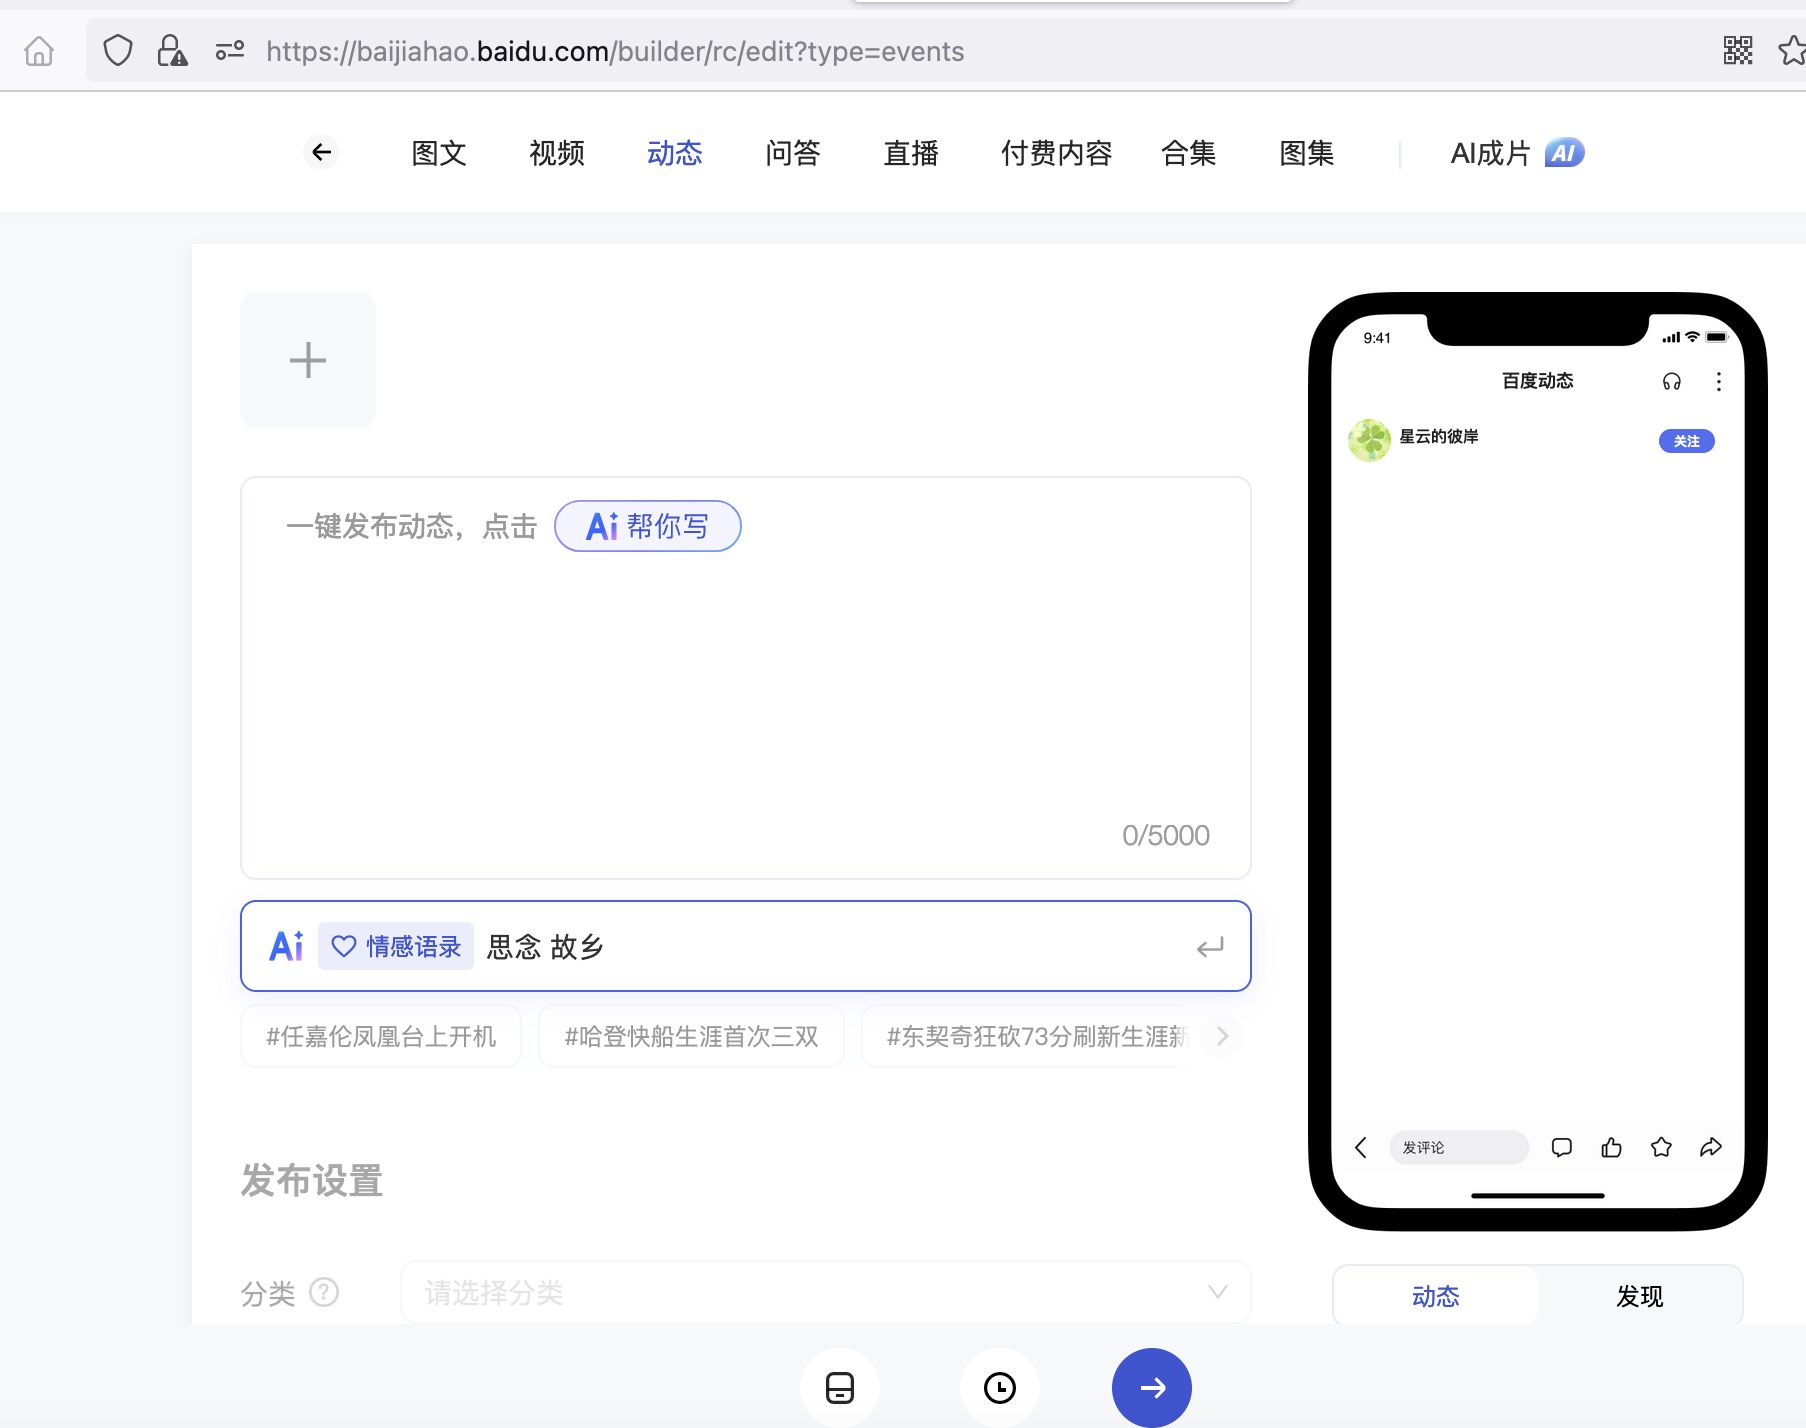 https://baijiahao.baidu.com/builder/rc/edit?type=events
图文 视频 动态 问答 直播 付费内容 合集 图集 AI成片 AI
9:41
百度动态
星云的彼岸 关注
一键发布动态，点击 Ai 帮你写
0/5000
Ai 情感语录 思念 故乡
#任嘉伦凤凰台上开机 #哈登快船生涯首次三双 #东契奇狂砍73分刷新生涯新
发评论
发布设置
分类 ? 请选择分类
动态 发现